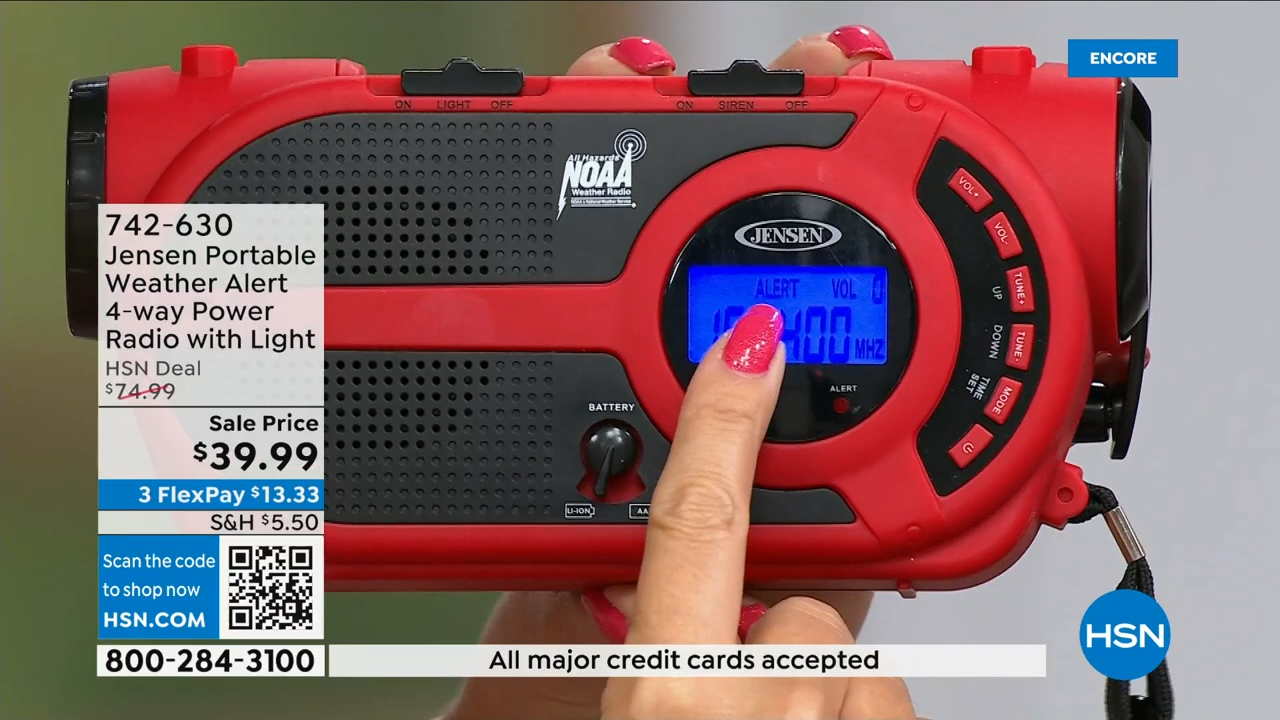 ENCORE
ON LIGHT OFF
ON SIREN OFF
All Hazards
NOAA
Weather Radio
JENSEN
ALERT VOL 0
MHZ
ALERT
VOL+
VOL-
TUNE+
UP
TUNE-
DOWN
MODE
TIME SET
BATTERY
LI-ION
AA
742-630
Jensen Portable
Weather Alert
4-way Power
Radio with Light
HSN Deal
$74.99
Sale Price
$39.99
3 FlexPay $13.33
S&H $5.50
Scan the code
to shop now
HSN.COM
800-284-3100
All major credit cards accepted
HSN